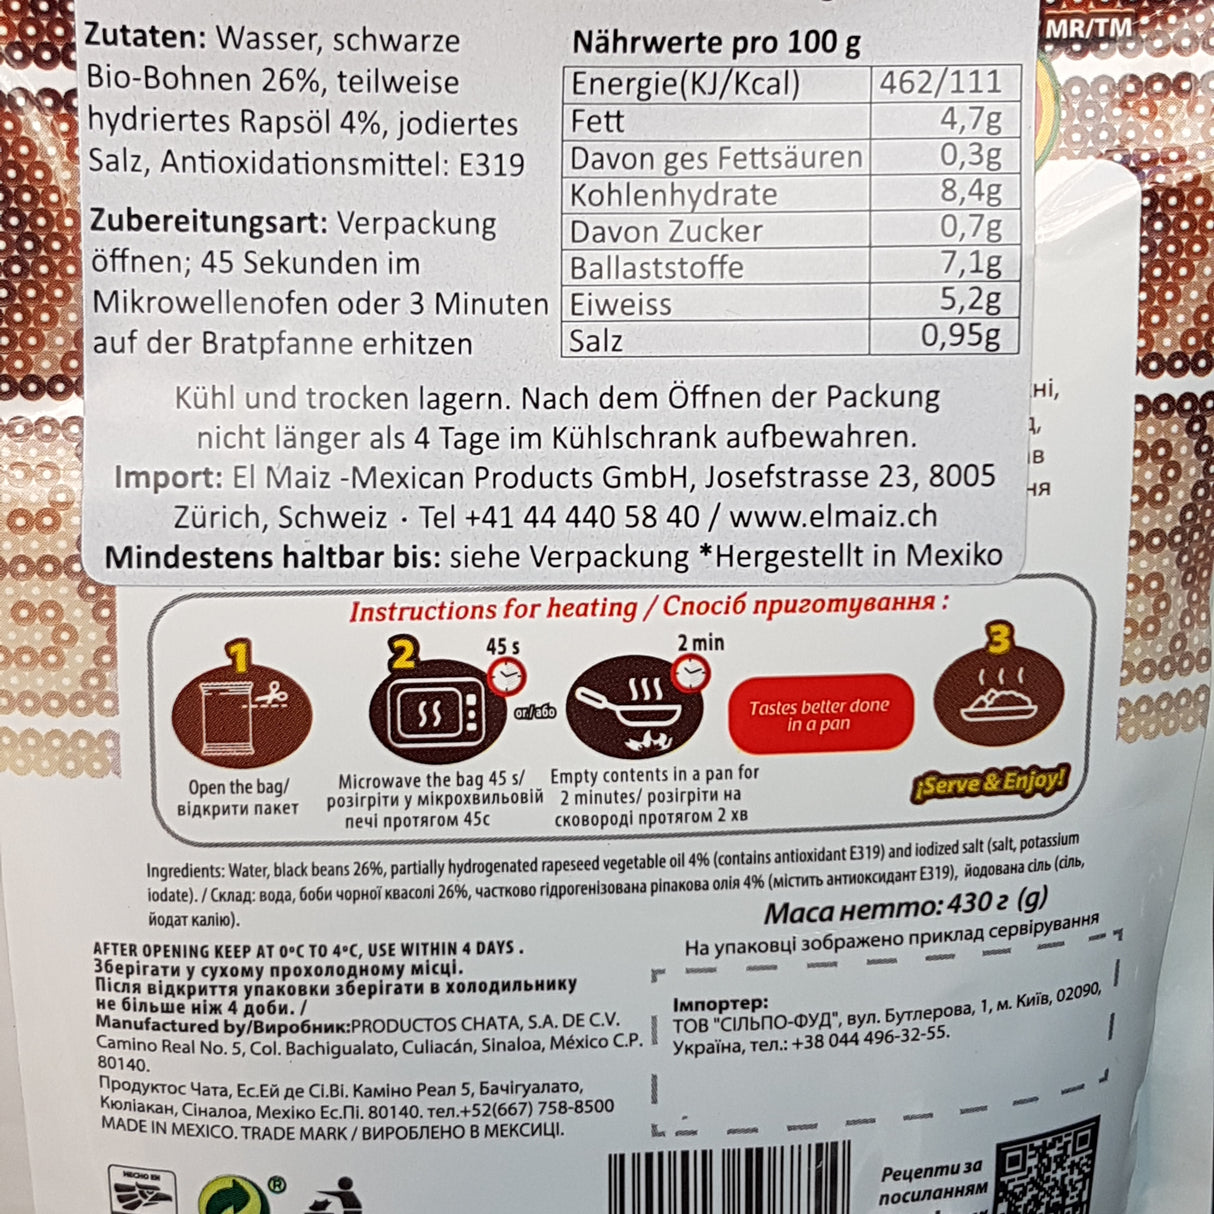 MR/TM
Zutaten: Wasser, schwarze
Bio-Bohnen 26%, teilweise
hydriertes Rapsöl 4%, jodiertes
Salz, Antioxidationsmittel: E319
Zubereitungsart: Verpackung
öffnen; 45 Sekunden im
Mikrowellenofen oder 3 Minuten
auf der Bratpfanne erhitzen
Nährwerte pro 100 g
Energie(KJ/Kcal) 462/111
Fett 4,7g
Davon ges Fettsäuren 0,3g
Kohlenhydrate 8,4g
Davon Zucker 0,7g
Ballaststoffe 7,1g
Eiweiss 5,2g
Salz 0,95g
Kühl und trocken lagern. Nach dem Öffnen der Packung
nicht länger als 4 Tage im Kühlschrank aufbewahren.
Import: El Maiz -Mexican Products GmbH, Josefstrasse 23, 8005
Zürich, Schweiz · Tel +41 44 440 58 40 / www.elmaiz.ch
Mindestens haltbar bis: siehe Verpackung *Hergestellt in Mexiko
ні,
в
ня
Instructions for heating / Спосіб приготування :
1
2
45 s
or/або
2 min
Tastes better done
in a pan
3
Open the bag/
відкрити пакет
Microwave the bag 45 s/
розігріти у мікрохвильовій
печі протягом 45с
Empty contents in a pan for
2 minutes/ розігріти на
сковороді протягом 2 хв
¡Serve & Enjoy!
Ingredients: Water, black beans 26%, partially hydrogenated rapeseed vegetable oil 4% (contains antioxidant E319) and iodized salt (salt, potassium
iodate). / Склад: вода, боби чорної квасолі 26%, частково гідрогенізована ріпакова олія 4% (містить антиоксидант E319), йодована сіль (сіль,
йодат калію).
Маса нетто: 430 г (g)
На упаковці зображено приклад сервірування
AFTER OPENING KEEP AT 0ºC TO 4ºC, USE WITHIN 4 DAYS .
Зберігати у сухому прохолодному місці.
Після відкриття упаковки зберігати в холодильнику
не більше ніж 4 доби. /
Manufactured by/Виробник:PRODUCTOS CHATA, S.A. DE C.V.
Camino Real No. 5, Col. Bachigualato, Culiacán, Sinaloa, México C.P.
80140.
Продуктос Чата, Ес.Ей де Сі.Ві. Каміно Реал 5, Бачігуалато,
Кюліакан, Сіналоа, Мехіко Ес.Пі. 80140. тел.+52(667) 758-8500
MADE IN MEXICO. TRADE MARK / ВИРОБЛЕНО В МЕКСИЦІ.
Імпортер:
ТОВ "СІЛЬПО-ФУД", вул. Бутлерова, 1, м. Київ, 02090,
Україна, тел.: +38 044 496-32-55.
HECHO EN
®
Рецепти за
посиланням